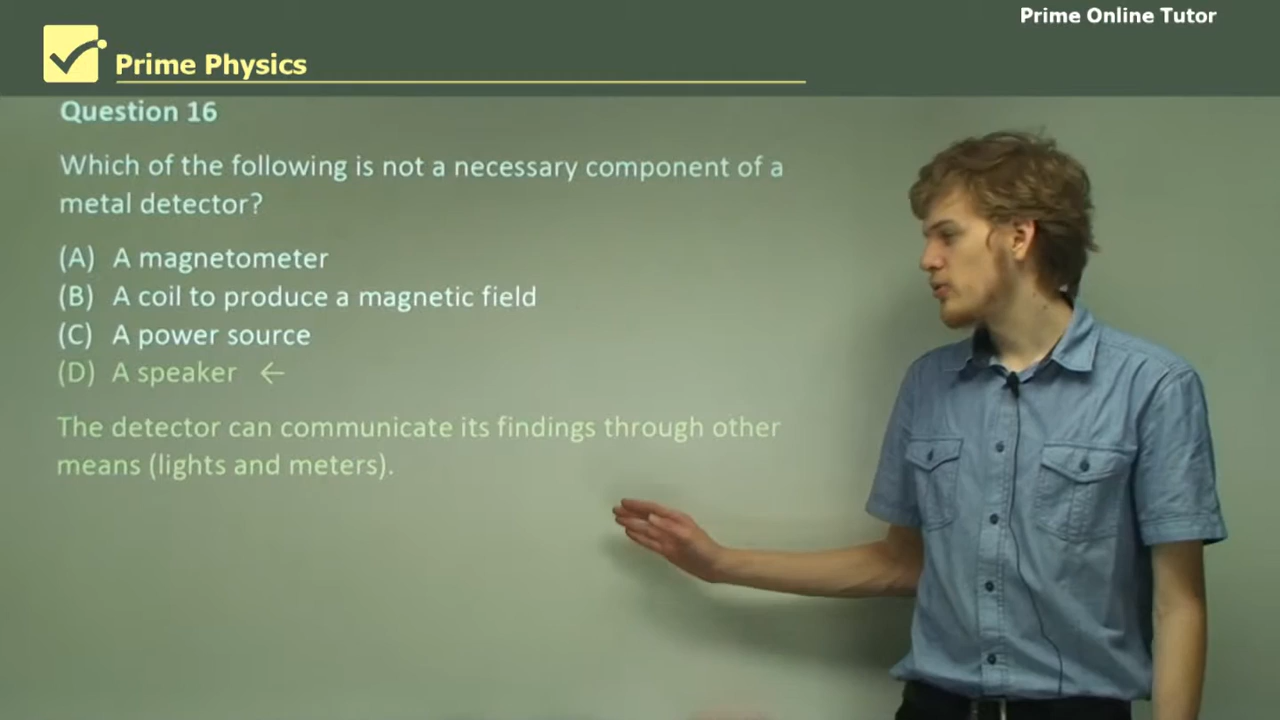 Prime Online Tutor
Prime Physics
Question 16
Which of the following is not a necessary component of a
metal detector?
(A) A magnetometer
(B) A coil to produce a magnetic field
(C) A power source
(D) A speaker ←
The detector can communicate its findings through other
means (lights and meters).